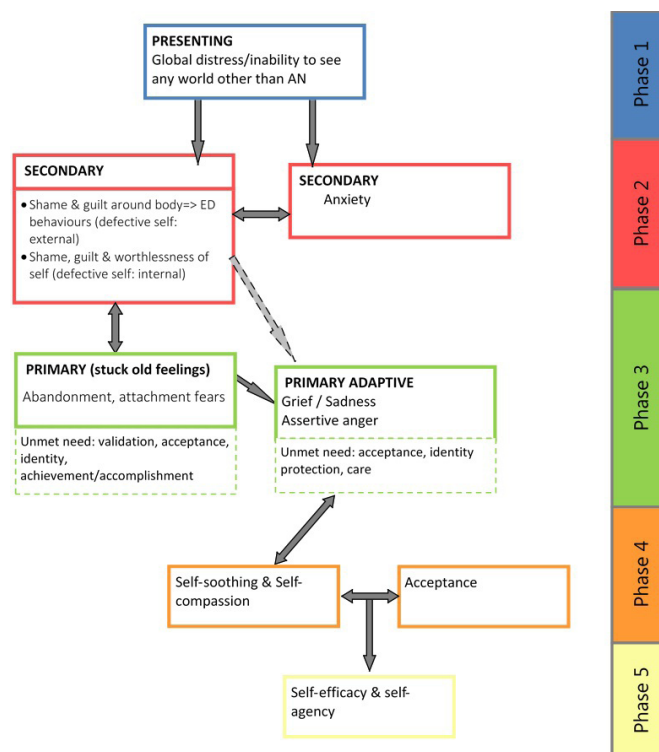 PRESENTING
Global distress/inability to see
any world other than AN
Phase 1
SECONDARY
• Shame & guilt around body=> ED
behaviours (defective self:
external)
• Shame, guilt & worthlessness of
self (defective self: internal)
SECONDARY
Anxiety
Phase 2
PRIMARY (stuck old feelings)
Abandonment, attachment fears
Unmet need: validation, acceptance,
identity,
achievement/accomplishment
PRIMARY ADAPTIVE
Grief / Sadness
Assertive anger
Unmet need: acceptance, identity
protection, care
Phase 3
Self-soothing & Self-
compassion
Acceptance
Phase 4
Self-efficacy & self-
agency
Phase 5